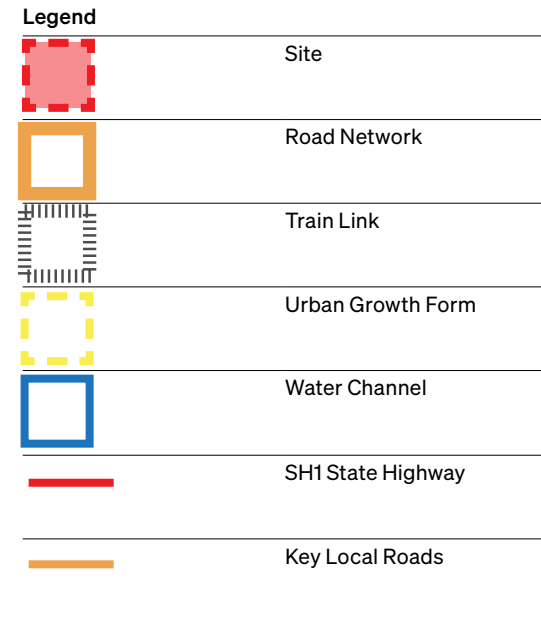 Legend
Site
Road Network
Train Link
Urban Growth Form
Water Channel
SH1 State Highway
Key Local Roads